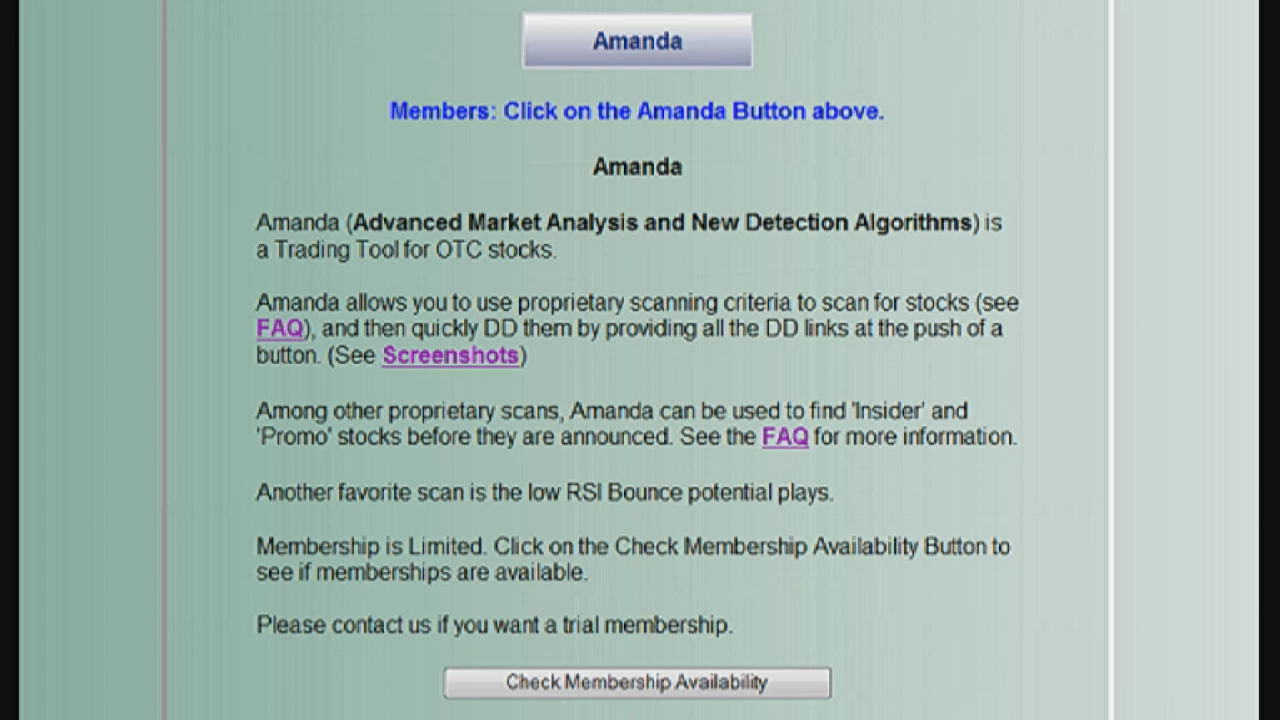 Amanda
Members: Click on the Amanda Button above.
Amanda
Amanda (Advanced Market Analysis and New Detection Algorithms) is
a Trading Tool for OTC stocks.
Amanda allows you to use proprietary scanning criteria to scan for stocks (see
FAQ), and then quickly DD them by providing all the DD links at the push of a
button. (See Screenshots)
Among other proprietary scans, Amanda can be used to find 'Insider' and
'Promo' stocks before they are announced. See the FAQ for more information.
Another favorite scan is the low RSI Bounce potential plays.
Membership is Limited. Click on the Check Membership Availability Button to
see if memberships are available.
Please contact us if you want a trial membership.
Check Membership Availability